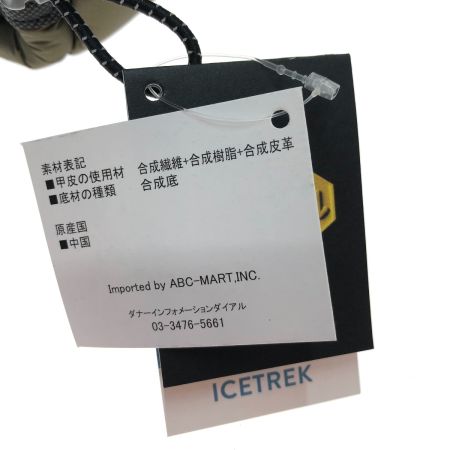 素材表記
■甲皮の使用材 合成繊維+合成樹脂+合成皮革
■底材の種類 合成底
原産国
■中国
Imported by ABC-MART,INC.
ダナーインフォメーションダイアル
03-3476-5661
ICETREK